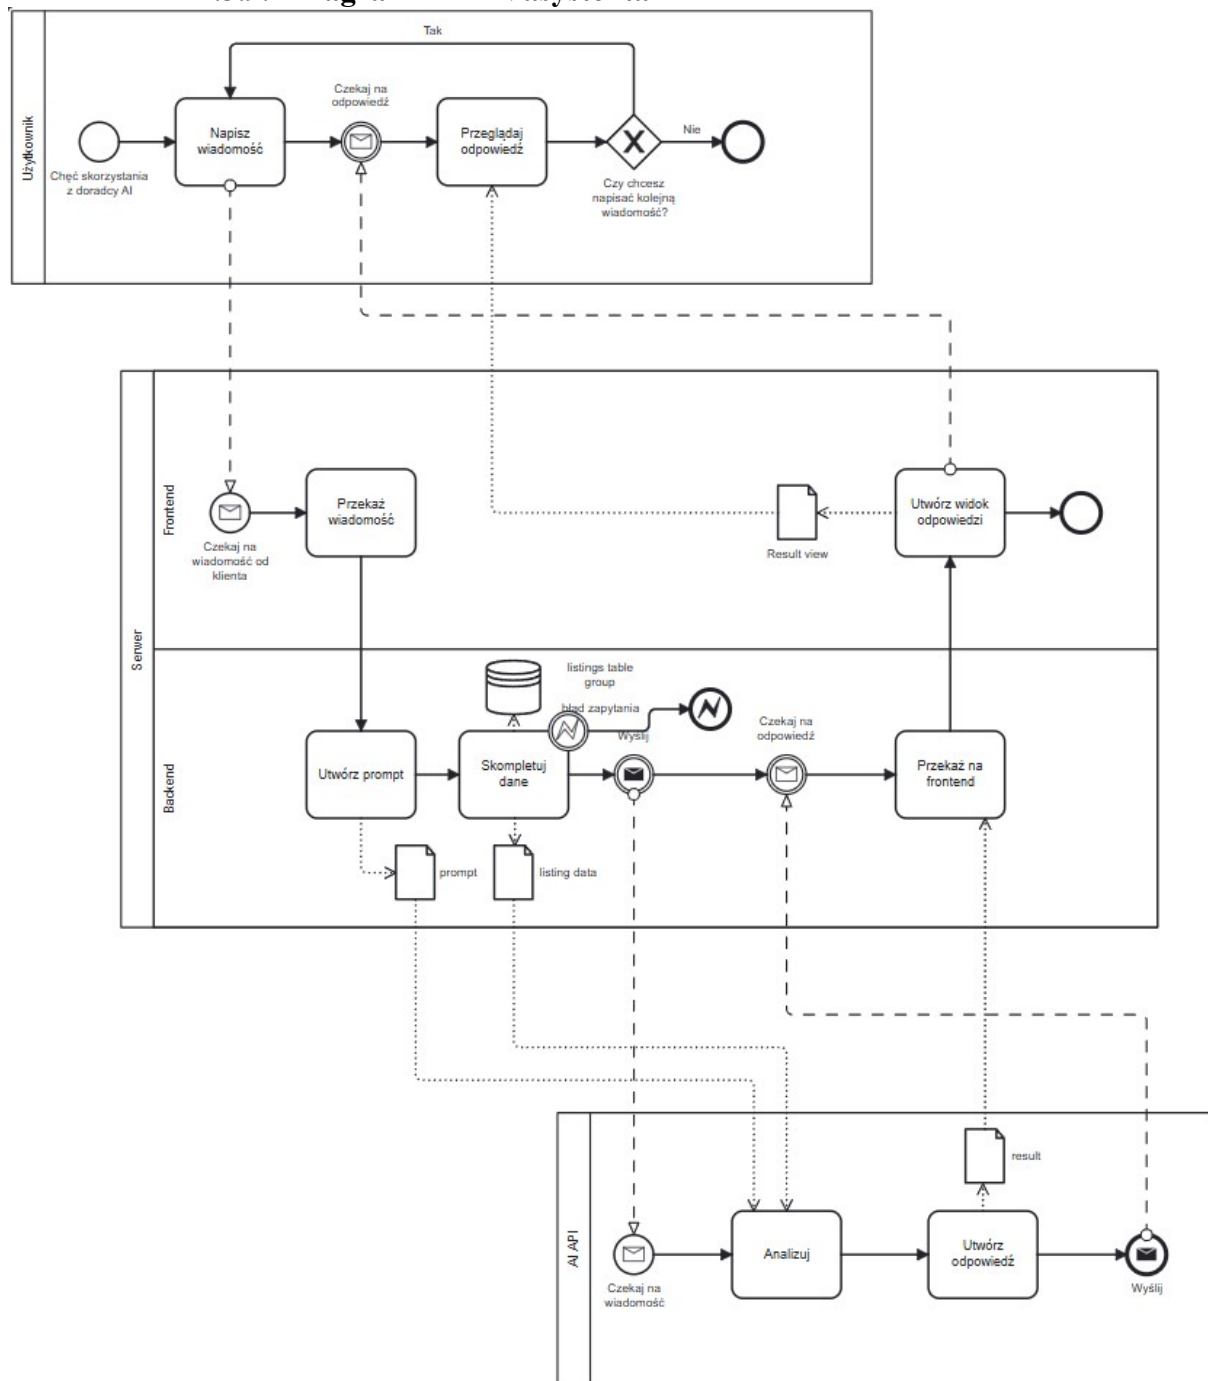 Tak
Czekaj na
odpowiedź
Napisz
wiadomość
Przeglądaj
odpowiedź
Nie
Użytkownik
Chęć skorzystania
z doradcy AI
Czy chcesz
napisać kolejną
wiadomość?
Serwer
Frontend
Przekaż
wiadomość
Czekaj na
wiadomość od
klienta
Result view
Utwórz widok
odpowiedzi
Backend
listings table
group
błąd zapytania
Wyślij
Czekaj na
odpowiedź
Utwórz prompt
Skompletuj
dane
Przekaż na
frontend
prompt
listing data
AI API
result
Analizuj
Utwórz
odpowiedź
Czekaj na
wiadomość
Wyślij